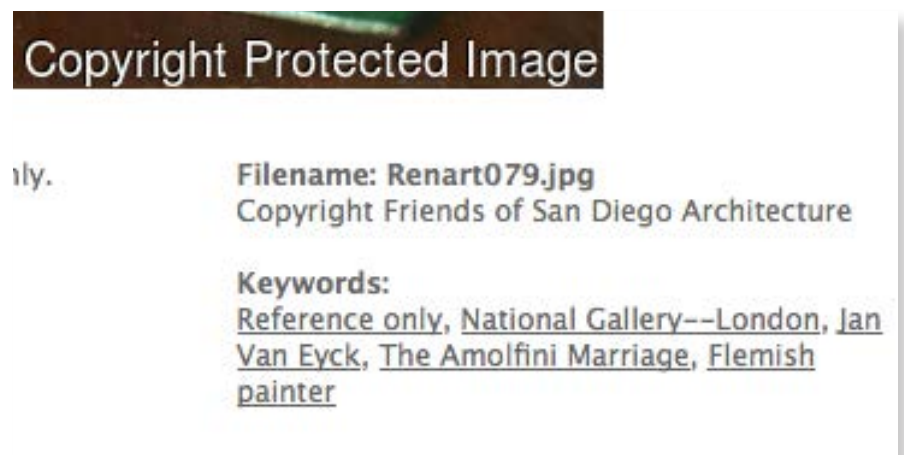 Copyright Protected Image
nly.
Filename: Renart079.jpg
Copyright Friends of San Diego Architecture
Keywords:
Reference only, National Gallery--London, Jan
Van Eyck, The Amolfini Marriage, Flemish
painter